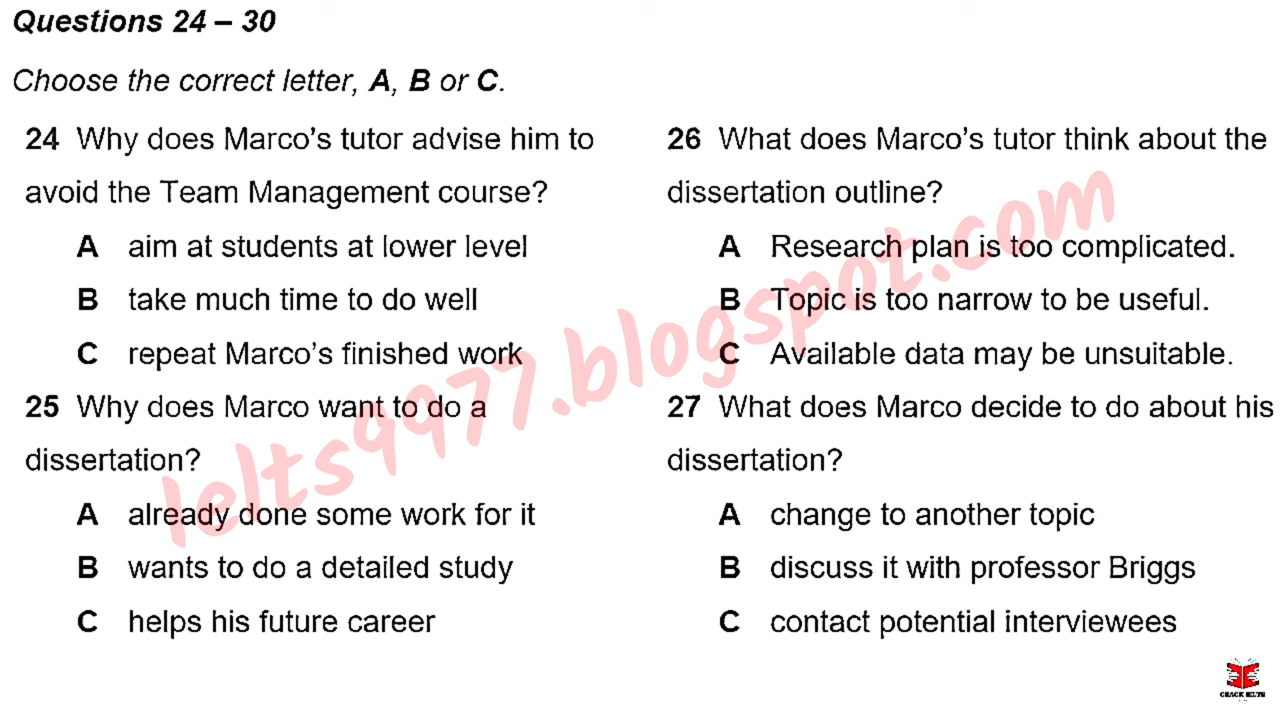 Questions 24 – 30
Choose the correct letter, A, B or C.
24 Why does Marco's tutor advise him to
avoid the Team Management course?
A aim at students at lower level
B take much time to do well
C repeat Marco's finished work
25 Why does Marco want to do a
dissertation?
A already done some work for it
B wants to do a detailed study
C helps his future career
26 What does Marco's tutor think about the
dissertation outline?
A Research plan is too complicated.
B Topic is too narrow to be useful.
C Available data may be unsuitable.
27 What does Marco decide to do about his
dissertation?
A change to another topic
B discuss it with professor Briggs
C contact potential interviewees
Ielts9977.blogspot.com
CRACK IELTS